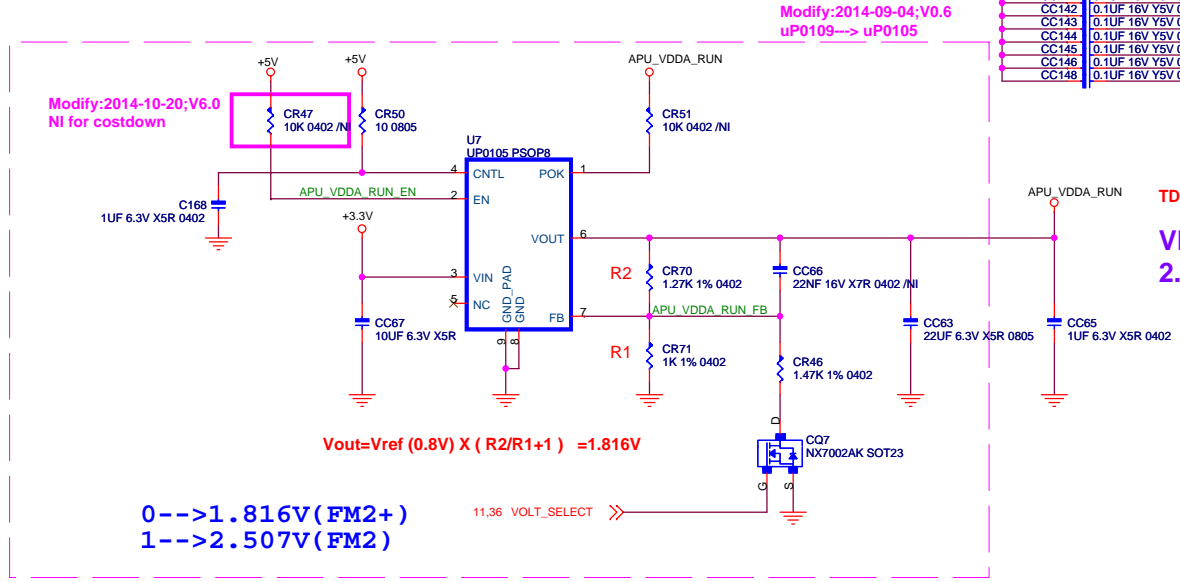 Modify:2014-09-04;V0.6
uP0109---> uP0105
CC142 0.1UF 16V Y5V
CC143 0.1UF 16V Y5V
CC144 0.1UF 16V Y5V
CC145 0.1UF 16V Y5V
CC146 0.1UF 16V Y5V
CC148 0.1UF 16V Y5V
+5V
+5V
APU_VDDA_RUN
Modify:2014-10-20;V6.0
NI for costdown
CR47
10K 0402 /NI
CR50
10 0805
CR51
10K 0402 /NI
U7
UP0105 PSOP8
4
CNTL
POK
1
APU_VDDA_RUN_EN
2
EN
C168
1UF 6.3V X5R 0402
+3.3V
VOUT
6
APU_VDDA_RUN
TD
3
VIN
5
NC
GND_PAD
GND
FB
7
9
8
R2
CR70
1.27K 1% 0402
CC66
22NF 16V X7R 0402 /NI
APU_VDDA_RUN_FB
2.
CC67
10UF 6.3V X5R
CC63
22UF 6.3V X5R 0805
CC65
1UF 6.3V X5R 0402
R1
CR71
1K 1% 0402
CR46
1.47K 1% 0402
Vout=Vref (0.8V) X ( R2/R1+1 ) =1.816V
D
CQ7
NX7002AK SOT23
G
S
11,36 VOLT_SELECT
0-->1.816V(FM2+)
1-->2.507V(FM2)